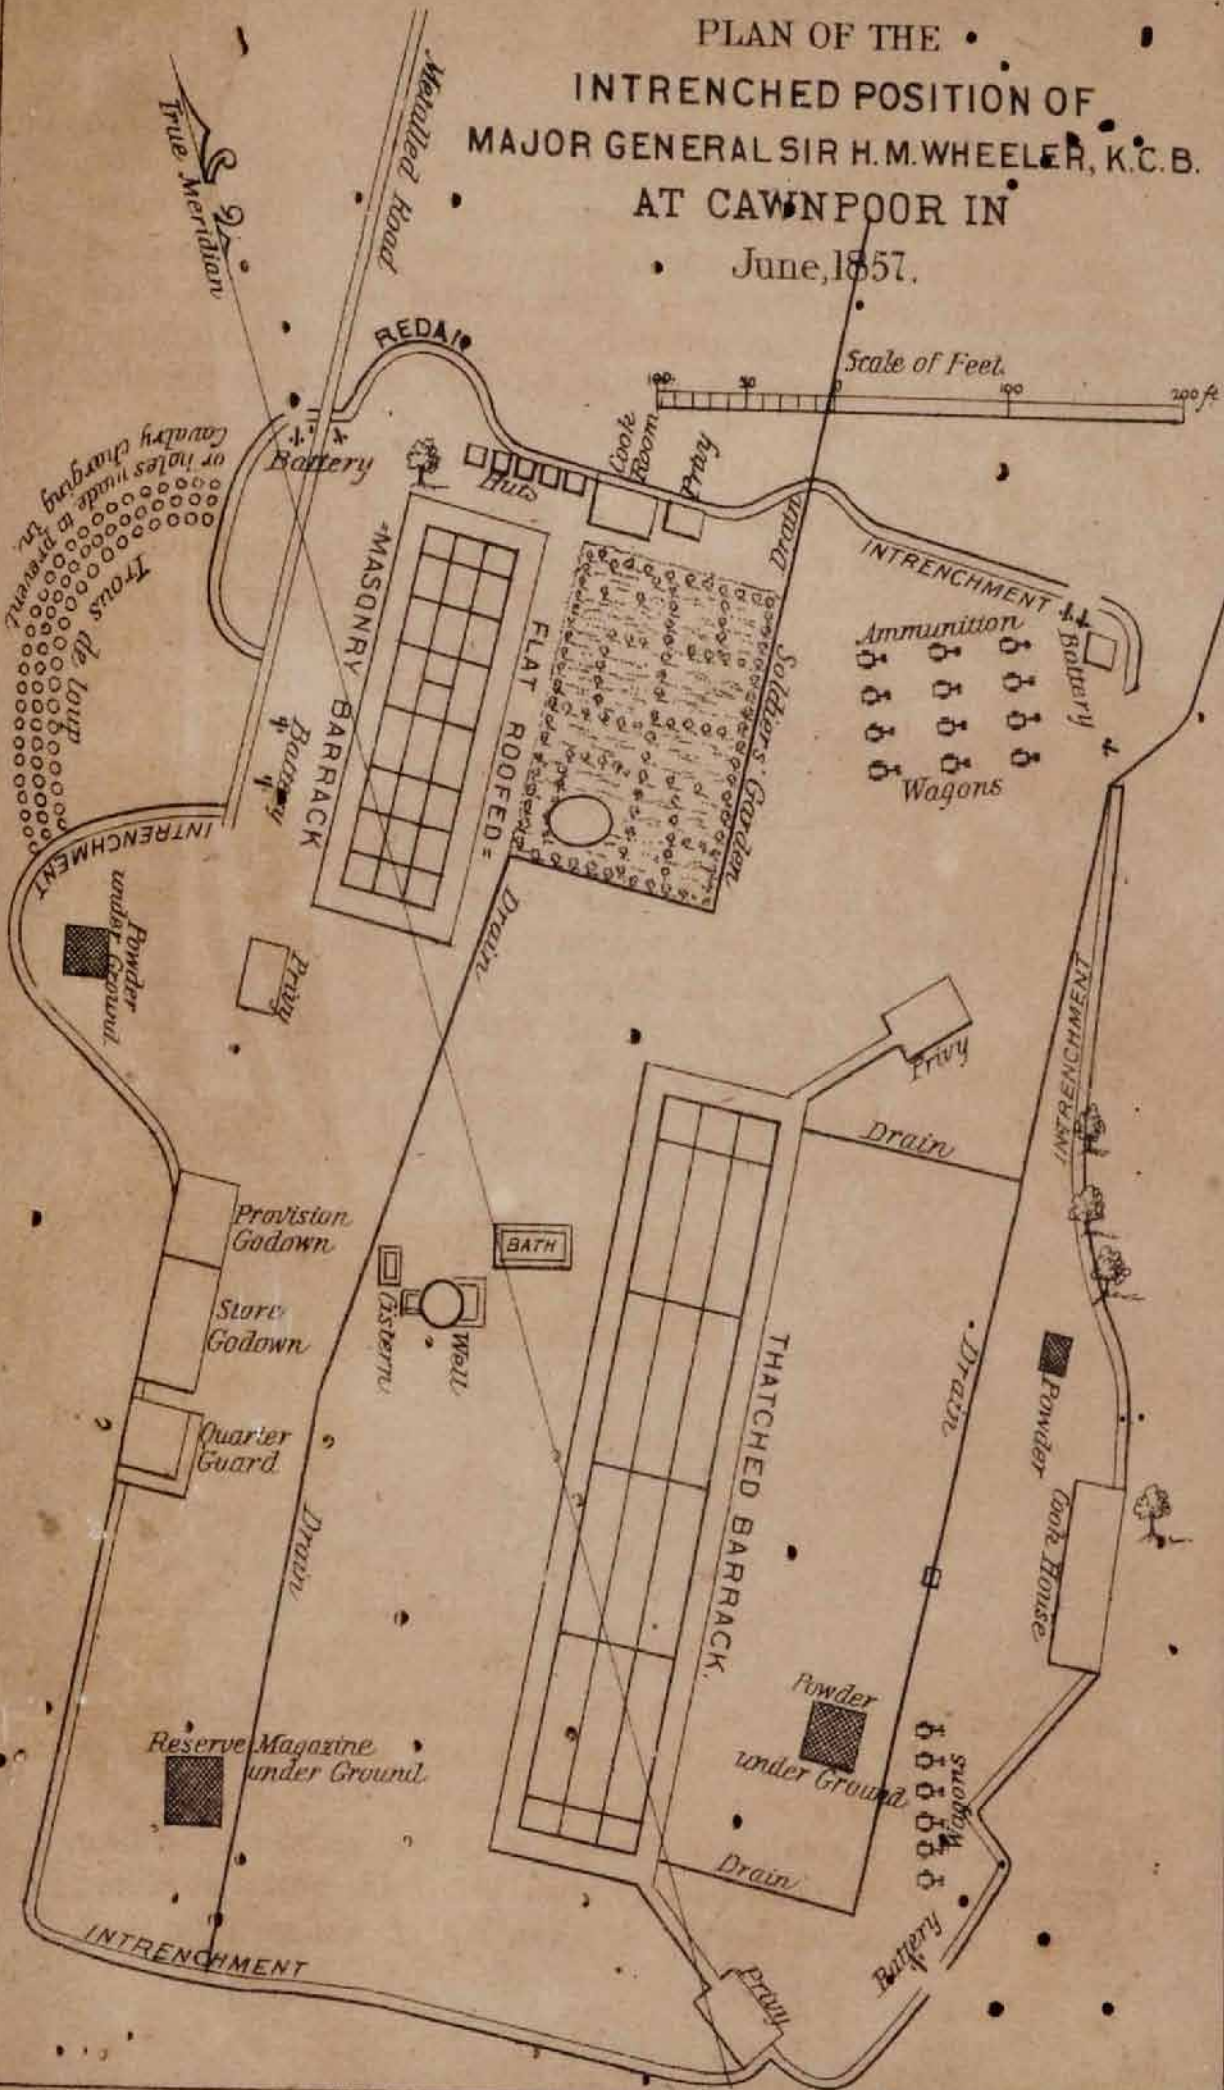 PLAN OF THE
INTRENCHED POSITION OF
MAJOR GENERAL SIR H. M. WHEELER, K.C.B.
AT CAWNPOOR IN
June, 1857.
Metalled Road
True Meridian
REDAN
Scale of Feet.
100 50 0 100 200 ft
Battery
Huts
Cook
Room
Privy
Drain
INTRENCHMENT
Trous de loup
or holes made to prevent
Cavalry charging in.
=MASONRY BARRACK
FLAT ROOFED=
Soldiers' Garden
Ammunition
Wagons
Battery
Battery
INTRENCHMENT
Powder
under Ground
Privy
Drain
INTRENCHMENT
Privy
Drain
Provision
Godown
BATH
Store
Godown
Cistern
Well
THATCHED BARRACK.
Drain
Powder
Quarter
Guard
Drain
Cook House
Powder
under Ground
Reserve Magazine
under Ground
Wagons
Drain
Battery
INTRENCHMENT
Privy